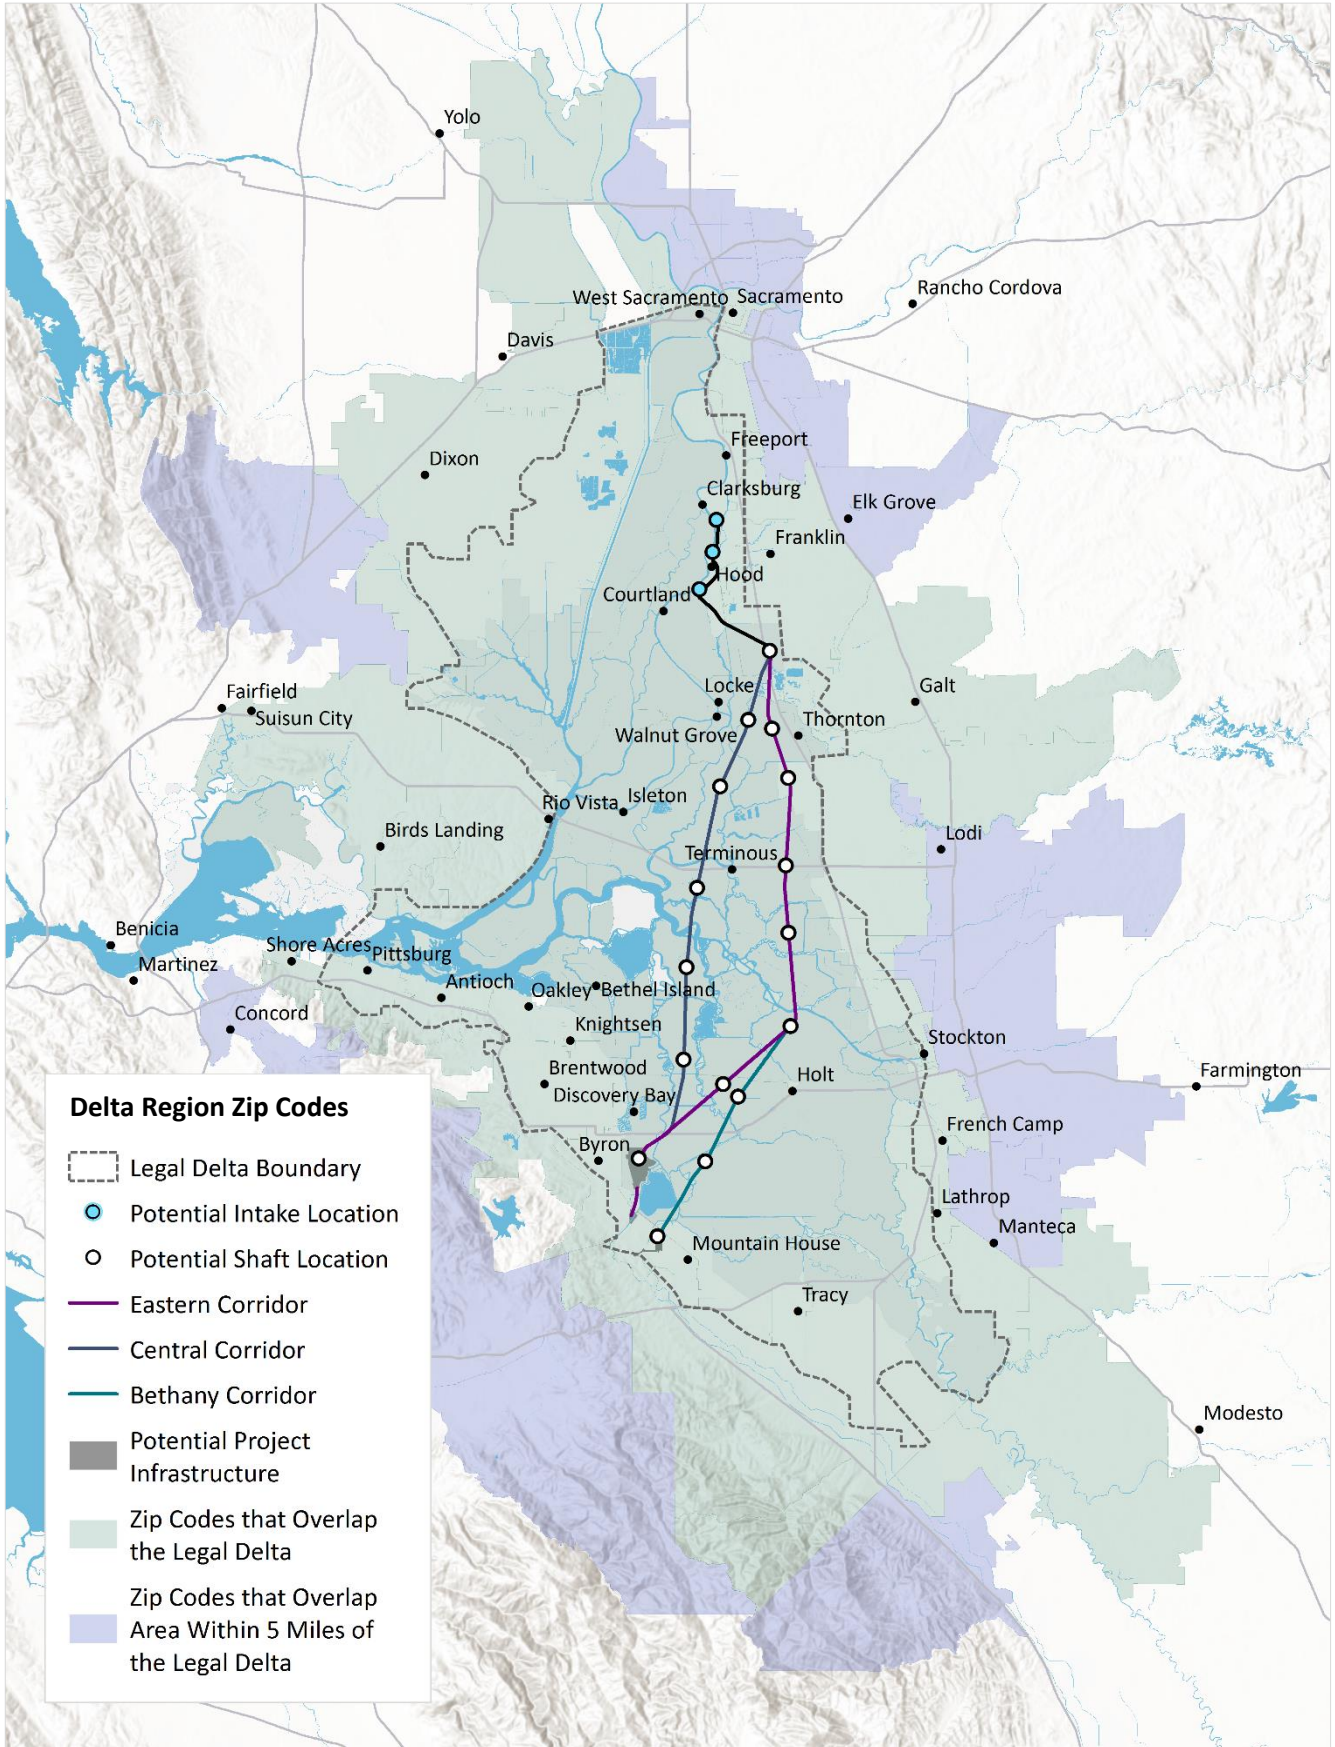 Yolo
Rancho Cordova
West Sacramento
Sacramento
Davis
Freeport
Dixon
Clarksburg
Elk Grove
Franklin
Hood
Courtland
Locke
Galt
Fairfield
Suisun City
Thornton
Walnut Grove
Rio Vista
Isleton
Birds Landing
Lodi
Terminous
Benicia
Shore Acres
Pittsburg
Martinez
Antioch
Oakley
Bethel Island
Concord
Knightsen
Stockton
Brentwood
Holt
Farmington
Discovery Bay
French Camp
Byron
Lathrop
Manteca
Mountain House
Tracy
Modesto
Delta Region Zip Codes
Legal Delta Boundary
Potential Intake Location
Potential Shaft Location
Eastern Corridor
Central Corridor
Bethany Corridor
Potential Project
Infrastructure
Zip Codes that Overlap
the Legal Delta
Zip Codes that Overlap
Area Within 5 Miles of
the Legal Delta